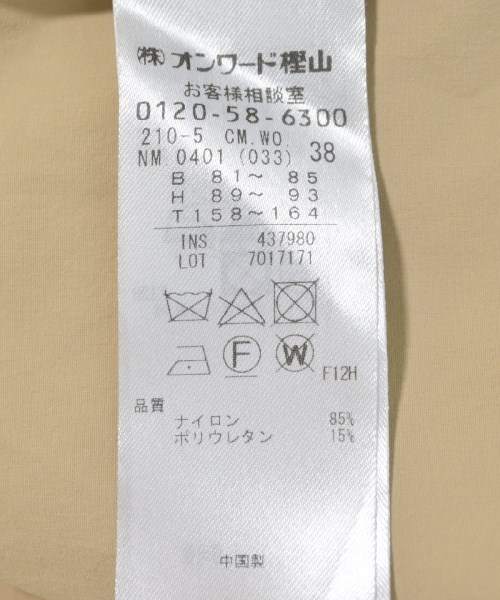 (株)オンワード樫山
お客様相談室
0120-58-6300
210-5 CM.WO.
NM 0401 (033) 38
B 81～ 85
H 89～ 93
T158～164
INS 437980
LOT 7017171
F W
F12H
品質
ナイロン 85%
ポリウレタン 15%
中国製